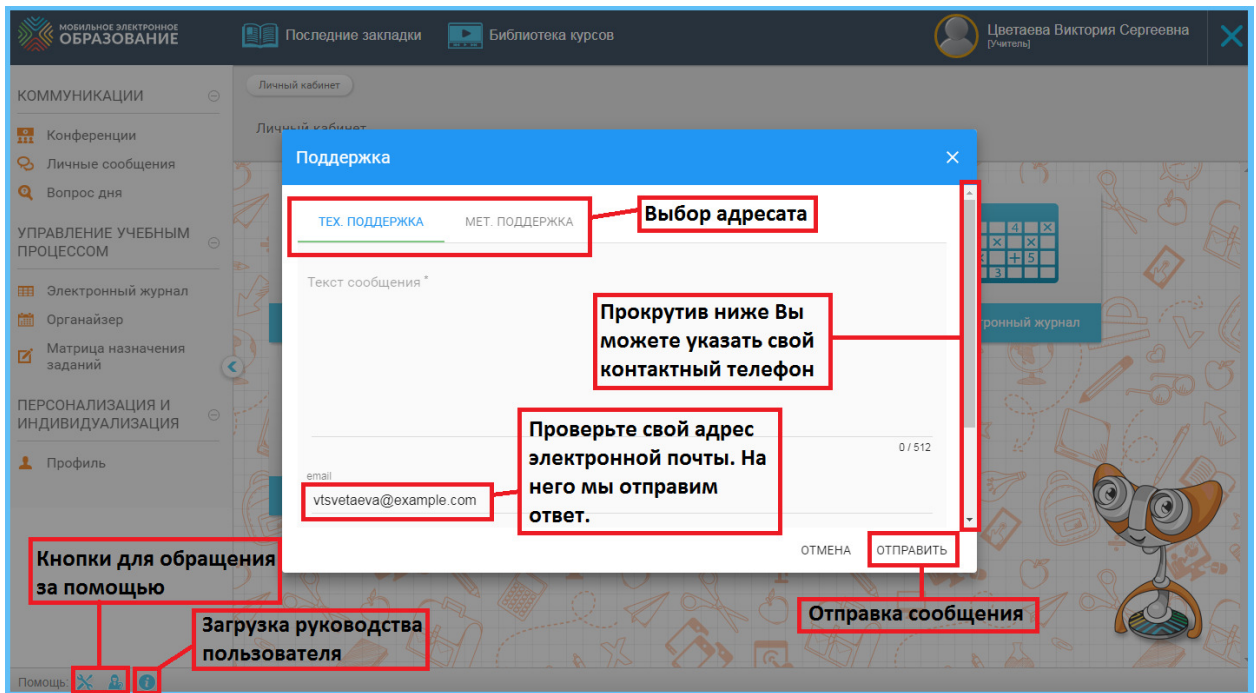 МОБИЛЬНОЕ ЭЛЕКТРОННОЕ
ОБРАЗОВАНИЕ
Последние закладки
Библиотека курсов
Цветаева Виктория Сергеевна
[Учитель]
КОММУНИКАЦИИ
Конференции
Личные сообщения
Вопрос дня
УПРАВЛЕНИЕ УЧЕБНЫМ
ПРОЦЕССОМ
Электронный журнал
Органайзер
Матрица назначения
заданий
ПЕРСОНАЛИЗАЦИЯ И
ИНДИВИДУАЛИЗАЦИЯ
Профиль
Личный кабинет
Личный кабинет
Поддержка
ТЕХ. ПОДДЕРЖКА
МЕТ. ПОДДЕРЖКА
Выбор адресата
Текст сообщения *
Прокрутив ниже Вы
можете указать свой
контактный телефон
ронный журнал
Проверьте свой адрес
электронной почты. На
него мы отправим
ответ.
0 / 512
email
vtsvetaeva@example.com
ОТМЕНА
ОТПРАВИТЬ
Отправка сообщения
Кнопки для обращения
за помощью
Загрузка руководства
пользователя
Помощь: